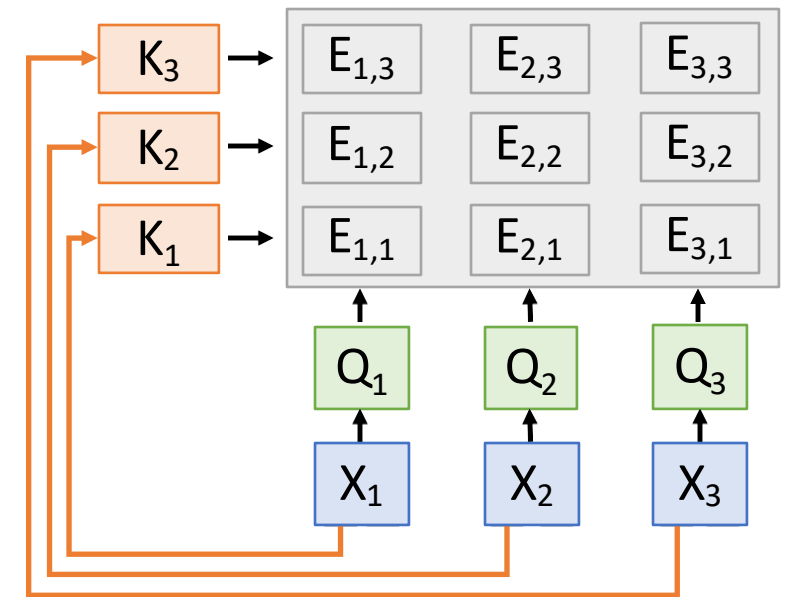 K₃ E₁,₃ E₂,₃ E₃,₃
K₂ E₁,₂ E₂,₂ E₃,₂
K₁ E₁,₁ E₂,₁ E₃,₁
Q₁ Q₂ Q₃
X₁ X₂ X₃